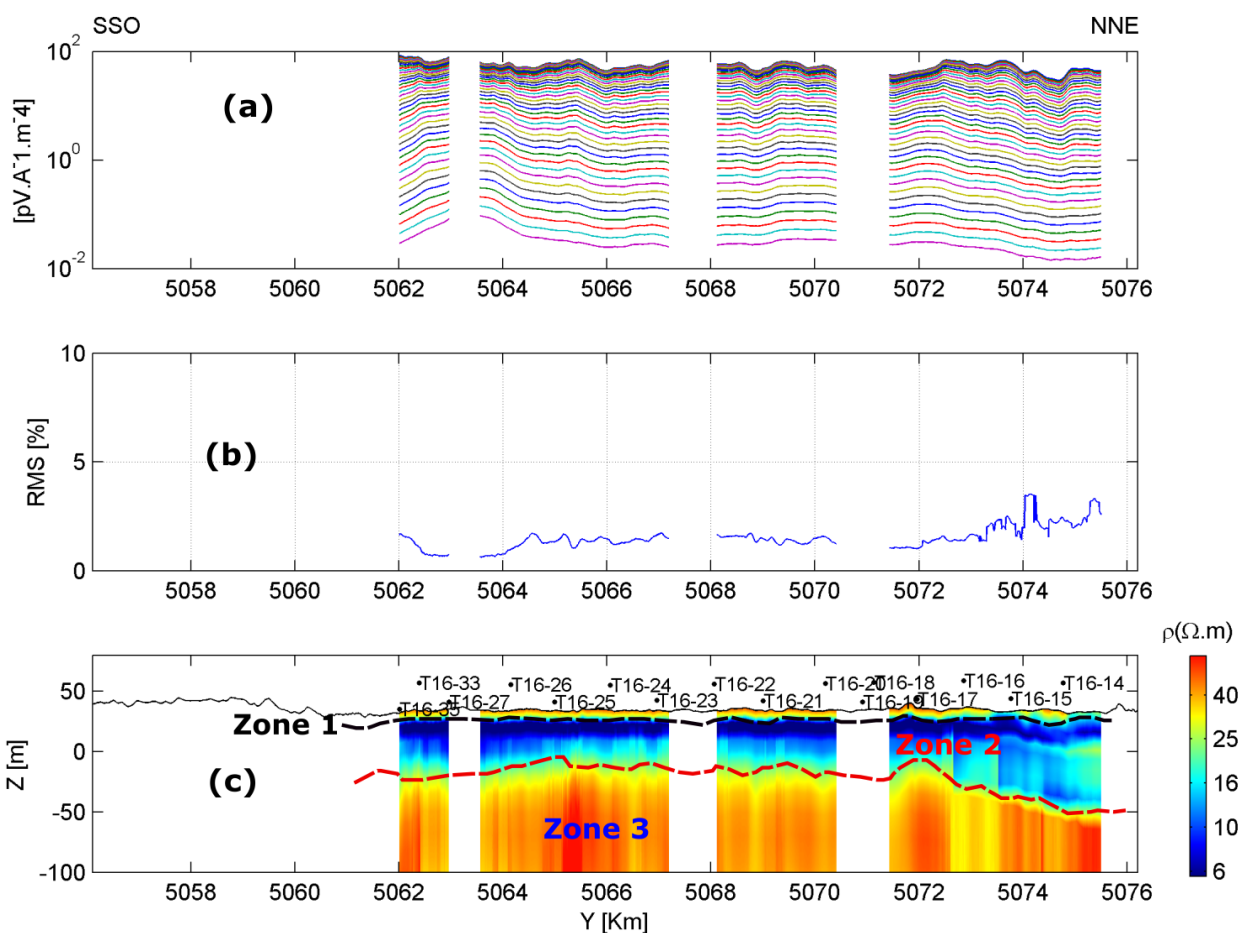 SSO NNE
10^2
10^0
10^-2
[pV.A^-1.m^-4]
(a)
5058 5060 5062 5064 5066 5068 5070 5072 5074 5076
10
5
0
RMS [%]
(b)
5058 5060 5062 5064 5066 5068 5070 5072 5074 5076
ρ(Ω.m)
50
0
-50
-100
Z [m]
T16-33 T16-26 T16-24 T16-22 T16-20 T16-18 T16-16 T16-14
T16-35 T16-27 T16-25 T16-23 T16-21 T16-19 T16-17 T16-15
Zone 1
Zone 2
(c)
Zone 3
40
25
16
10
6
5058 5060 5062 5064 5066 5068 5070 5072 5074 5076
Y [Km]